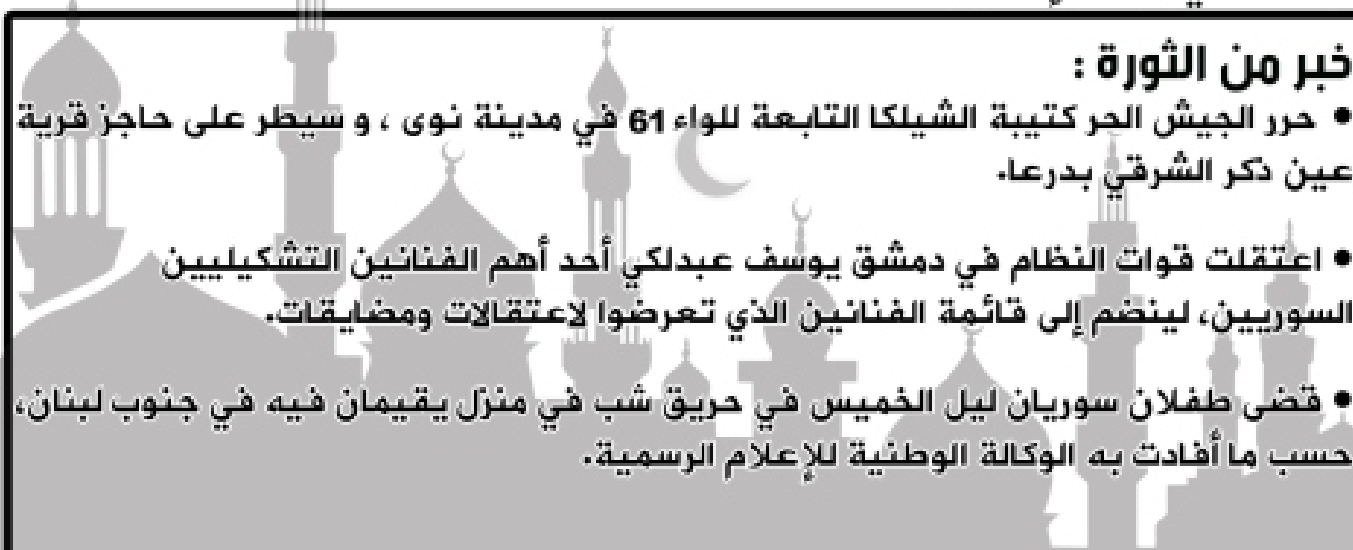 خبر من الثورة :
• حرر الجيش الحر كتيبة الشيلكا التابعة للواء 61 في مدينة نوى ، و سيطر على حاجز قرية
عين ذكر الشرقي بدرعا.
• اعتقلت قوات النظام في دمشق يوسف عبدلكي أحد أهم الفنانين التشكيليين
السوريين، لينضم إلى قائمة الفنانين الذي تعرضوا لاعتقالات ومضايقات.
• قضى طفلان سوريان ليل الخميس في حريق شب في منزل يقيمان فيه في جنوب لبنان،
حسب ما أفادت به الوكالة الوطنية للإعلام الرسمية.